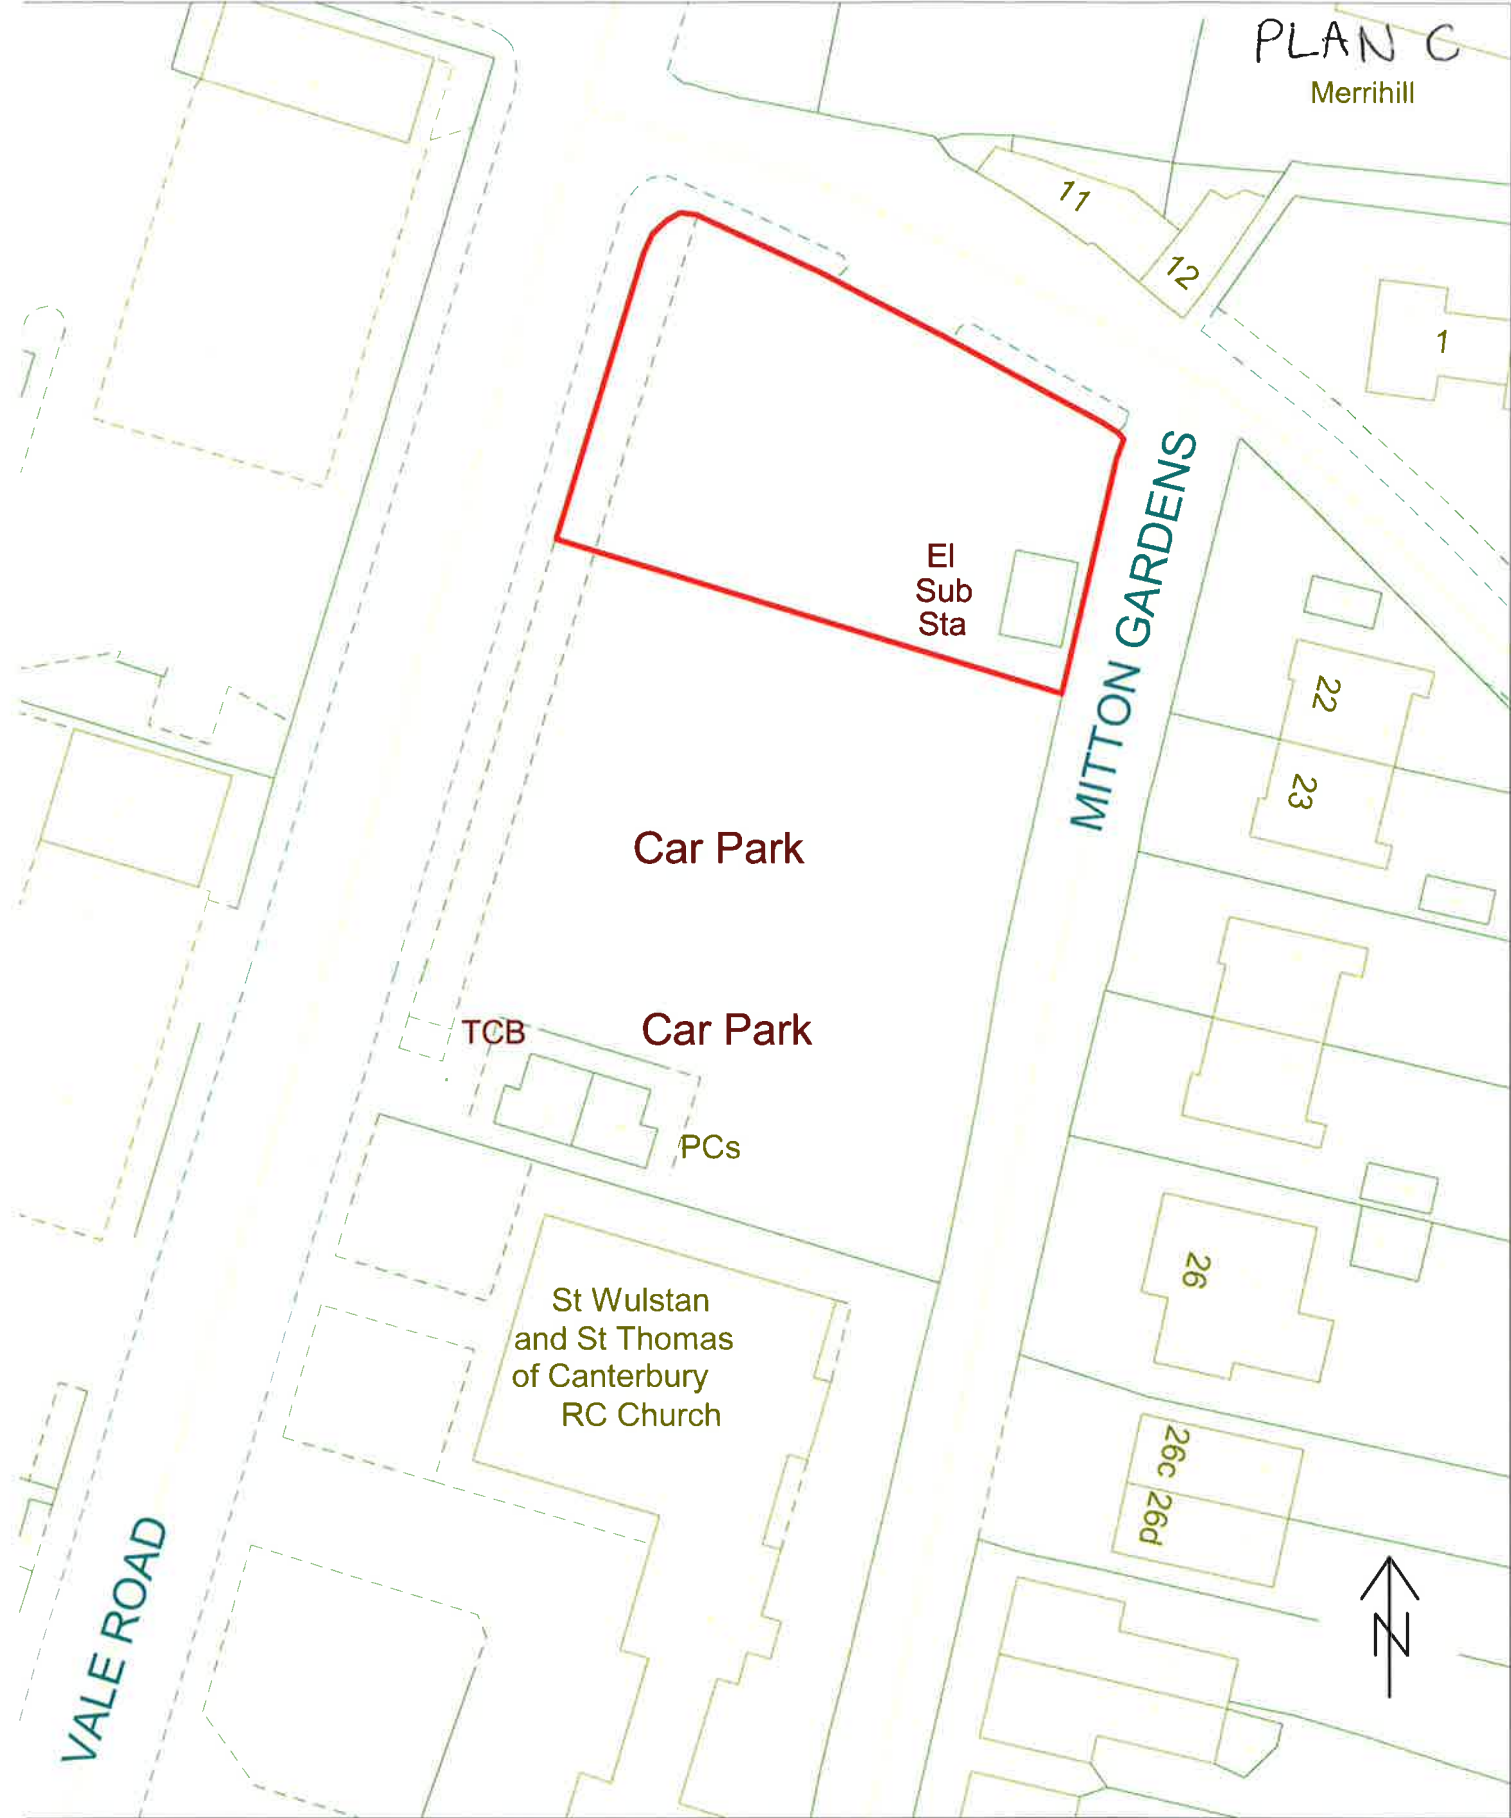 PLAN C
Merrihill
11
12
1
MITTON GARDENS
El
Sub
Sta
22
23
Car Park
TCB
Car Park
PCs
26
St Wulstan
and St Thomas
of Canterbury
RC Church
26c
26d
VALE ROAD
N